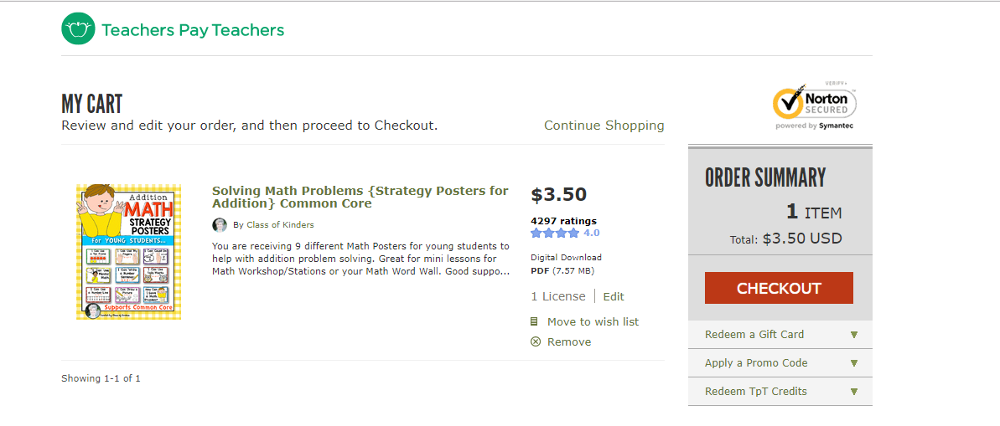 Teachers Pay Teachers
VERIFY▸
Norton
SECURED
powered by Symantec
MY CART
Review and edit your order, and then proceed to Checkout.
Continue Shopping
Addition
MATH
STRATEGY
POSTERS
for YOUNG STUDENTS...
Supports Common Core
Solving Math Problems {Strategy Posters for
Addition} Common Core
By Class of Kinders
You are receiving 9 different Math Posters for young students to
help with addition problem solving. Great for mini lessons for
Math Workshop/Stations or your Math Word Wall. Good suppo...
$3.50
4297 ratings
4.0
Digital Download
PDF (7.57 MB)
1 License | Edit
Move to wish list
Remove
Showing 1-1 of 1
ORDER SUMMARY
1 ITEM
Total: $3.50 USD
CHECKOUT
Redeem a Gift Card
Apply a Promo Code
Redeem TpT Credits